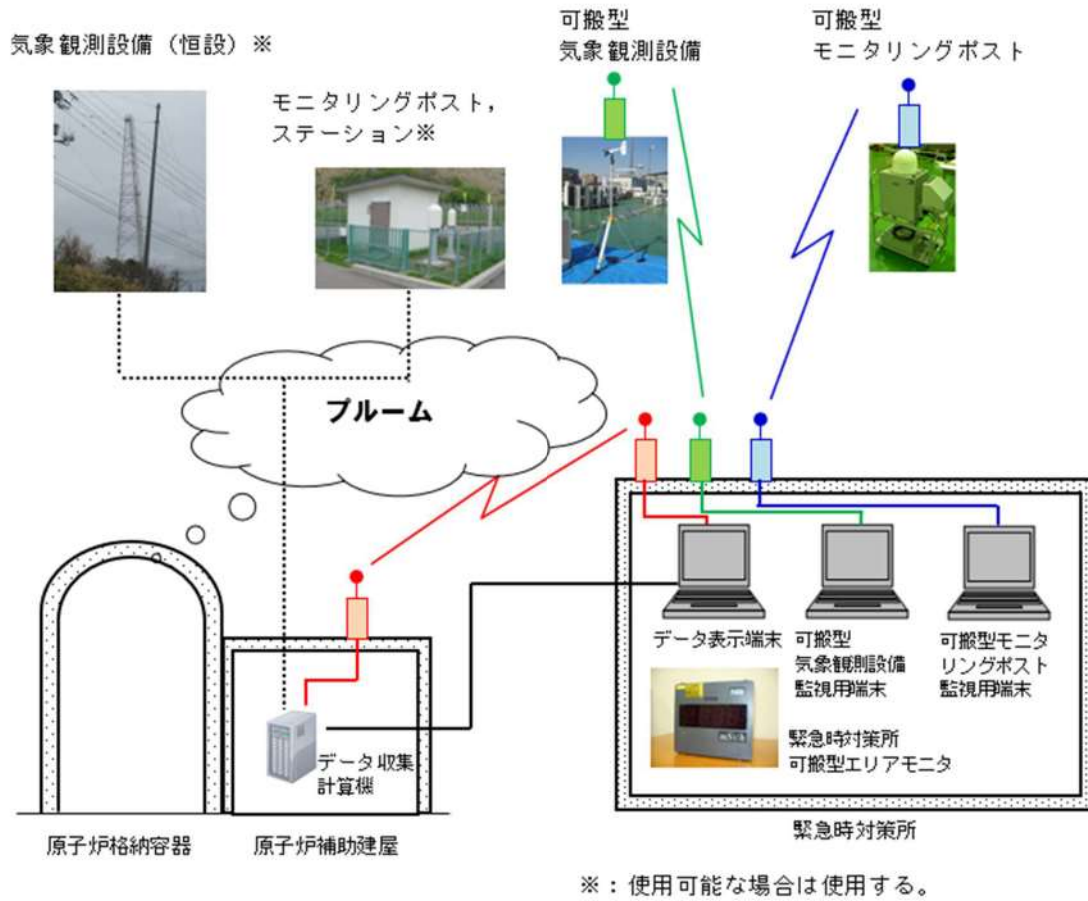 気象観測設備（恒設）※
モニタリングポスト，
ステーション※
可搬型
気象観測設備
可搬型
モニタリングポスト
プルーム
データ表示端末
可搬型
気象観測設備
監視用端末
可搬型モニタ
リングポスト
監視用端末
緊急時対策所
可搬型エリアモニタ
データ収集
計算機
原子炉格納容器
原子炉補助建屋
緊急時対策所
※：使用可能な場合は使用する。